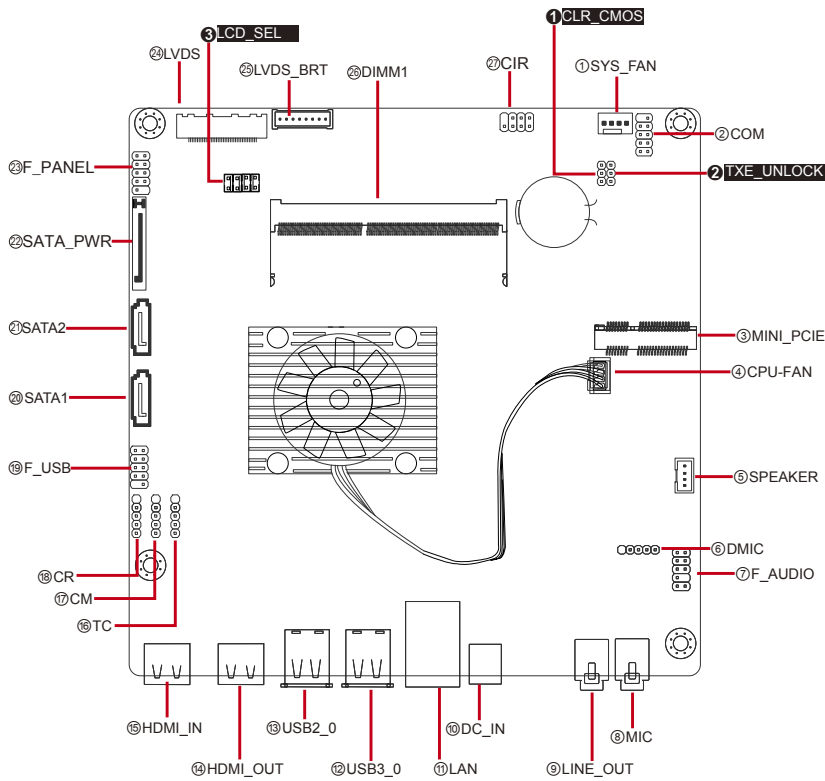 ❸LCD_SEL
❶CLR_CMOS
㉔LVDS
㉕LVDS_BRT
㉖DIMM1
㉗CIR
①SYS_FAN
②COM
㉓F_PANEL
❷TXE_UNLOCK
㉒SATA_PWR
㉑SATA2
③MINI_PCIE
④CPU-FAN
⑳SATA1
⑲F_USB
⑤SPEAKER
⑥DMIC
⑱CR
⑦F_AUDIO
⑰CM
⑯TC
⑮HDMI_IN
⑬USB2_0
⑩DC_IN
⑧MIC
⑭HDMI_OUT
⑫USB3_0
⑪LAN
⑨LINE_OUT